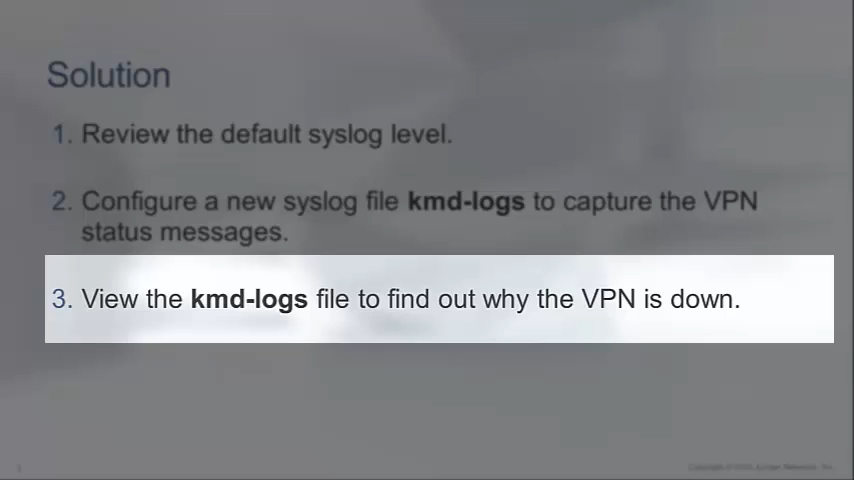 Solution
1. Review the default syslog level.
2. Configure a new syslog file kmd-logs to capture the VPN
status messages.
3. View the kmd-logs file to find out why the VPN is down.